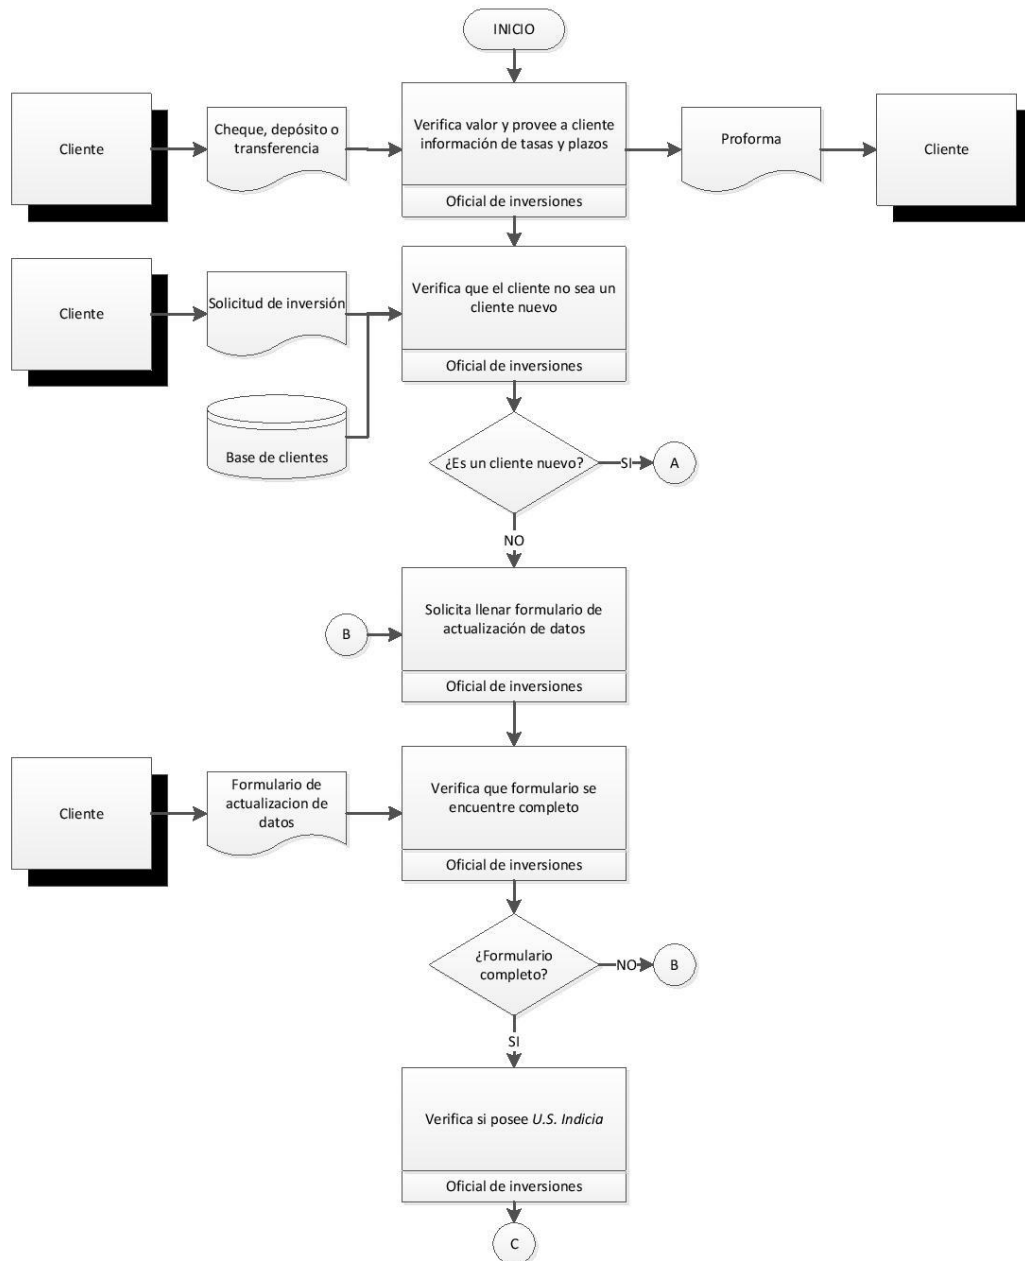 INICIO
Cliente
Cheque, depósito o
transferencia
Verifica valor y provee a cliente
información de tasas y plazos
Oficial de inversiones
Proforma
Cliente
Cliente
Solicitud de inversión
Base de clientes
Verifica que el cliente no sea un
cliente nuevo
Oficial de inversiones
¿Es un cliente nuevo?
SI
A
NO
B
Solicita llenar formulario de
actualización de datos
Oficial de inversiones
Cliente
Formulario de
actualizacion de
datos
Verifica que formulario se
encuentre completo
Oficial de inversiones
¿Formulario
completo?
NO
B
SI
Verifica si posee U.S. Indicia
Oficial de inversiones
C